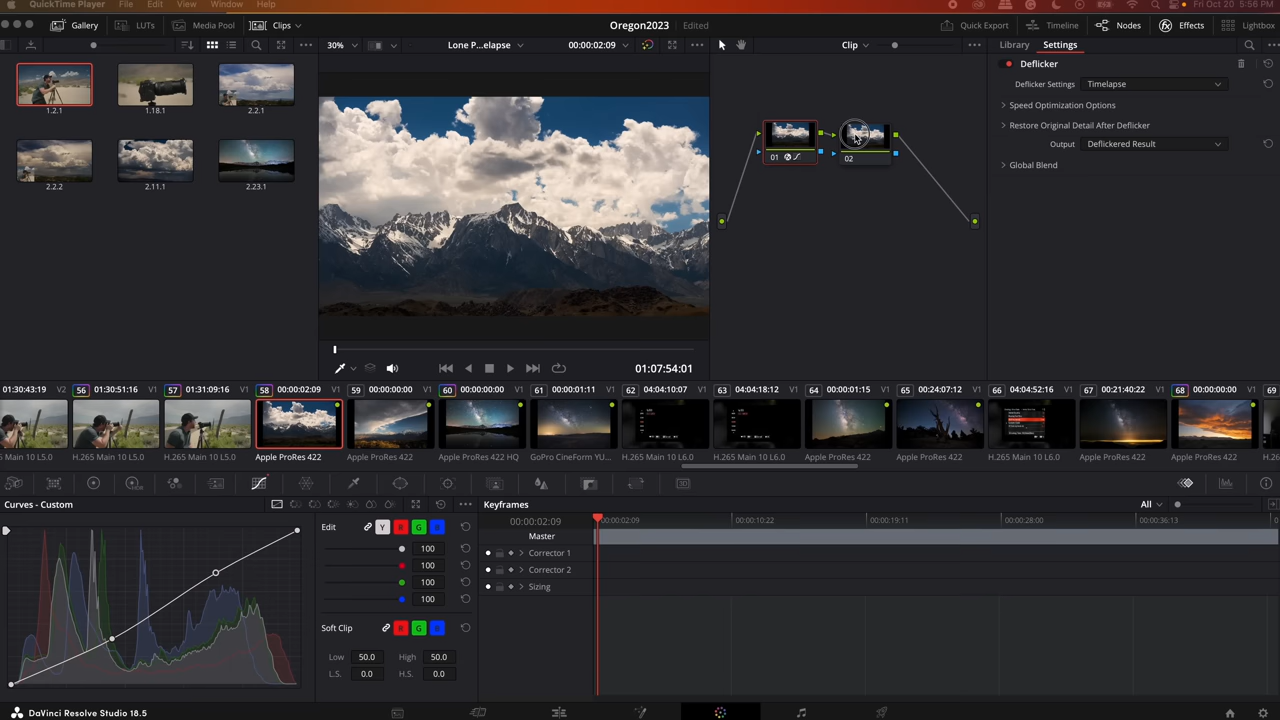 QuickTime Player File Edit View Window Help Fri Oct 20 5:56 PM
Gallery LUTs Media Pool Clips Oregon2023 Edited Quick Export Timeline Nodes Effects Lightbox
30% Lone P...elapse 00:00:02:09 Clip Library Settings
Deflicker
Deflicker Settings Timelapse
Speed Optimization Options
Restore Original Detail After Deflicker
Output Deflickered Result
Global Blend
1.2.1 1.18.1 2.2.1
2.2.2 2.11.1 2.23.1
01 02
01:07:54:01
01:30:43:19 V2 56 01:30:51:16 V1 57 01:31:09:16 V1 58 00:00:02:09 V1 59 00:00:00:00 V1 60 00:00:00:00 V1 61 00:00:01:11 V1 62 04:04:10:07 V1 63 04:04:18:12 V1 64 00:00:01:15 V1 65 00:24:07:12 V1 66 04:04:52:16 V1 67 00:21:40:22 V1 68 00:00:00:00 V1 69
H.265 Main 10 L5.0 H.265 Main 10 L5.0 H.265 Main 10 L5.0 Apple ProRes 422 Apple ProRes 422 Apple ProRes 422 HQ GoPro CineForm YU... H.265 Main 10 L6.0 H.265 Main 10 L6.0 Apple ProRes 422 Apple ProRes 422 H.265 Main 10 L6.0 Apple ProRes 422 Apple ProRes 422
Curves - Custom Keyframes All
Edit Y R G B
100
100
100
100
Soft Clip R G B
Low 50.0 High 50.0
L.S. 0.0 H.S. 0.0
00:00:02:09 00:00:02:09 00:00:10:22 00:00:19:11 00:00:28:00 00:00:36:13
Master
Corrector 1
Corrector 2
Sizing
DaVinci Resolve Studio 18.5